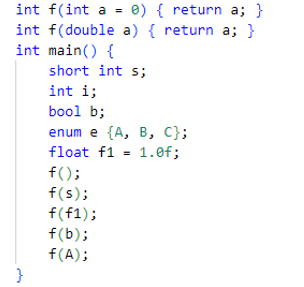 int f(int a = 0) { return a; }
int f(double a) { return a; }
int main() {
    short int s;
    int i;
    bool b;
    enum e {A, B, C};
    float f1 = 1.0f;
    f();
    f(s);
    f(f1);
    f(b);
    f(A);
}